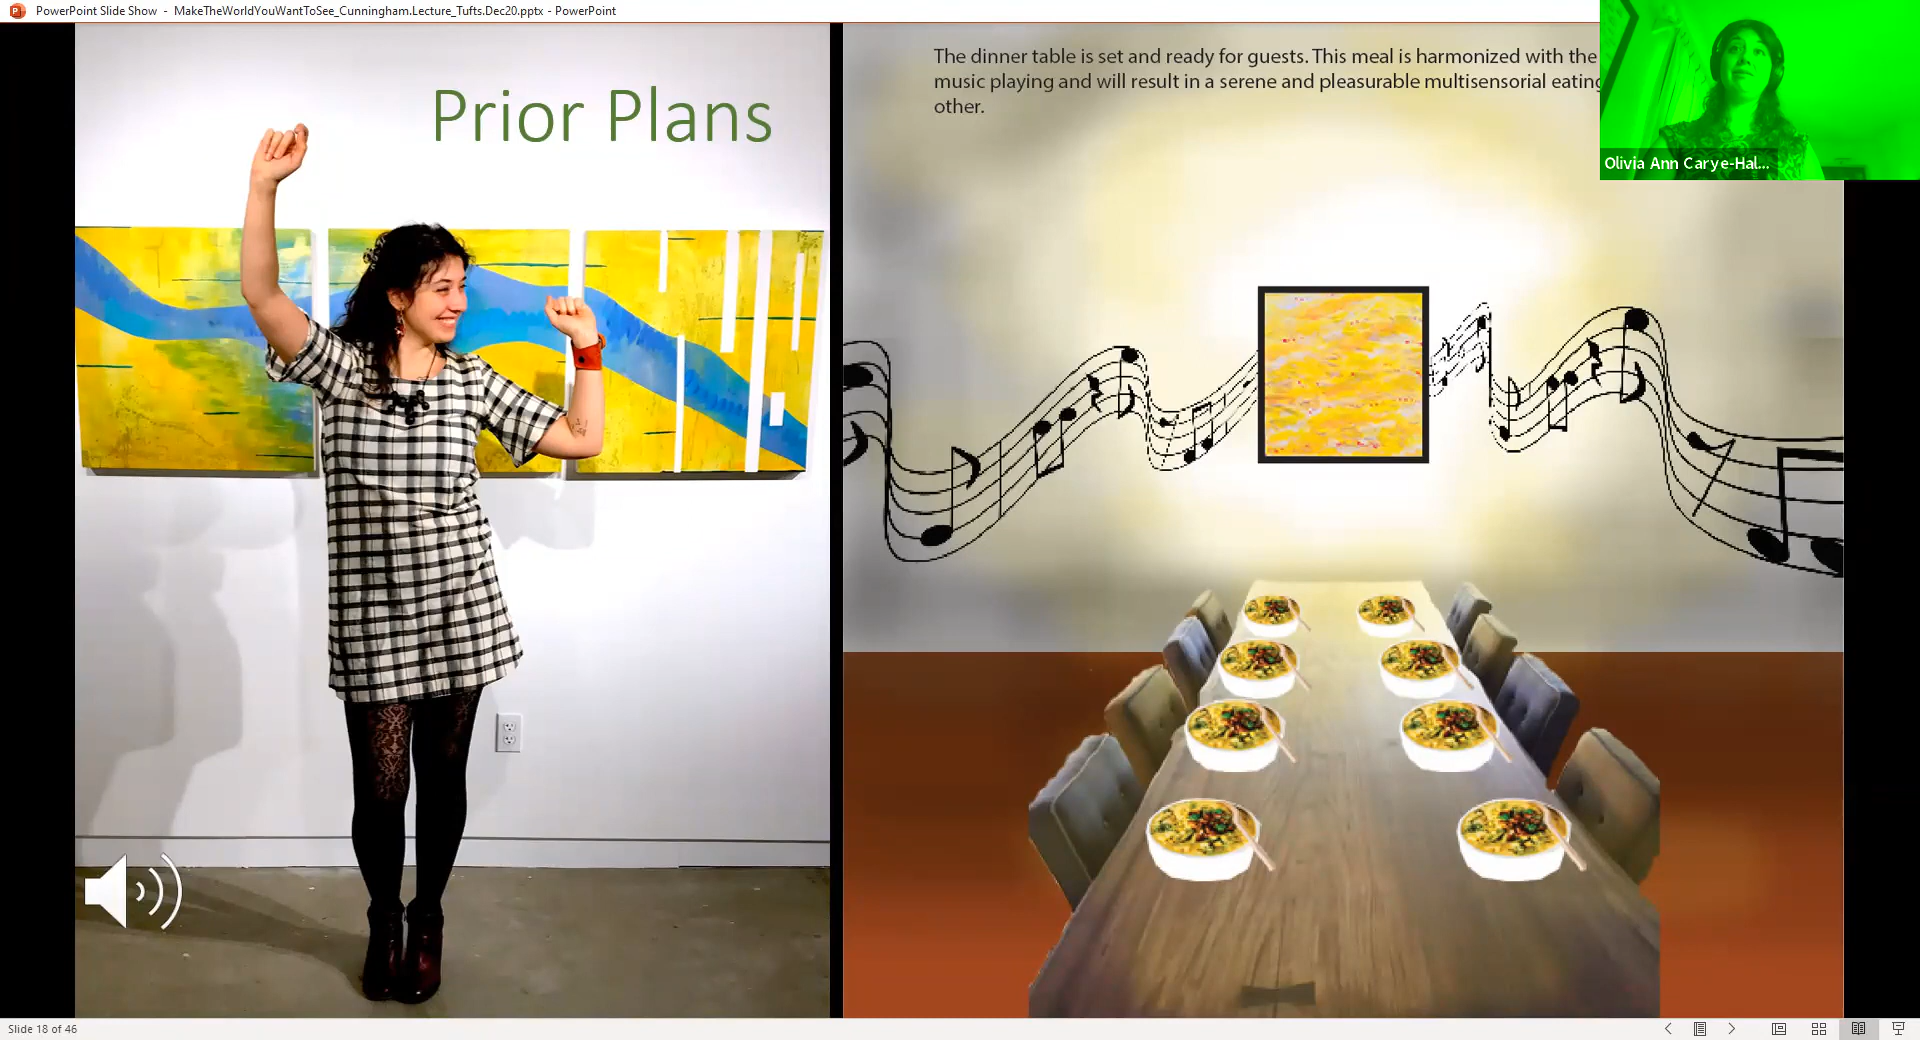 PowerPoint Slide Show - MakeTheWorldYouWantToSee_Cunningham.Lecture_Tufts.Dec20.pptx - PowerPoint
Prior Plans
The dinner table is set and ready for guests. This meal is harmonized with the
music playing and will result in a serene and pleasurable multisensorial eating
other.
Olivia Ann Carye-Hal...
Slide 18 of 46